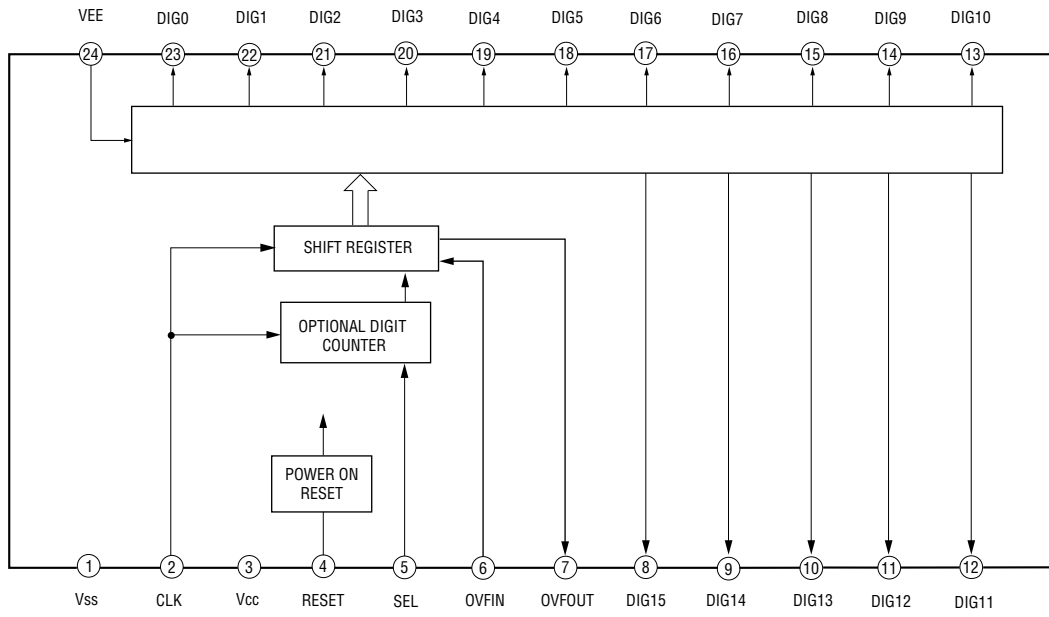 VEE DIG0 DIG1 DIG2 DIG3 DIG4 DIG5 DIG6 DIG7 DIG8 DIG9 DIG10
24 23 22 21 20 19 18 17 16 15 14 13
SHIFT REGISTER
OPTIONAL DIGIT
COUNTER
POWER ON
RESET
1 2 3 4 5 6 7 8 9 10 11 12
Vss CLK Vcc RESET SEL OVFIN OVFOUT DIG15 DIG14 DIG13 DIG12 DIG11